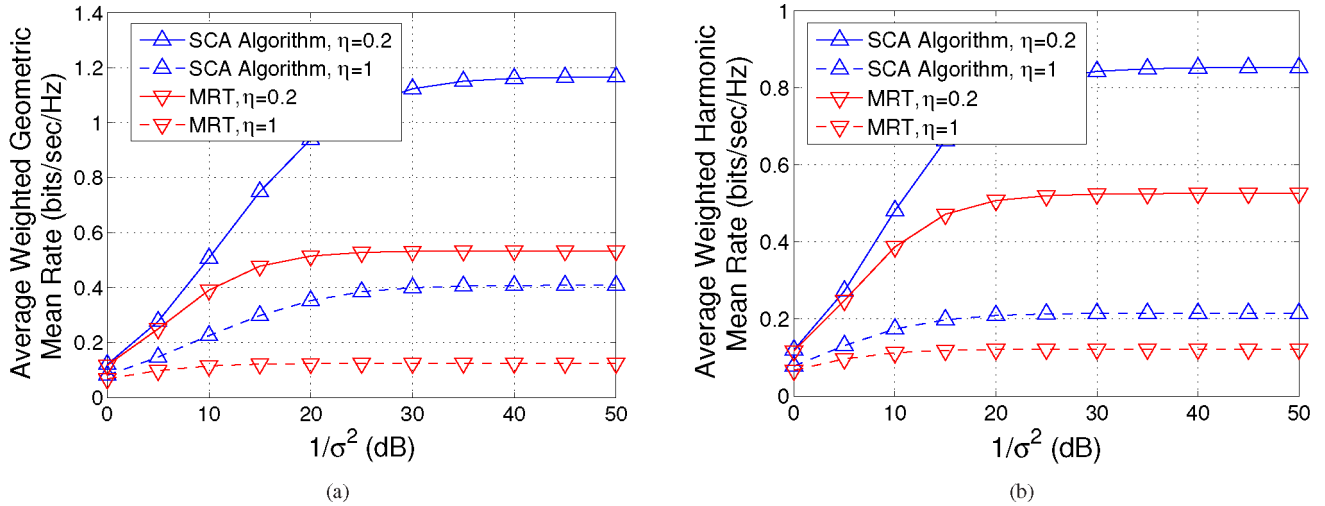 Average Weighted Geometric
Mean Rate (bits/sec/Hz)
1.4
1.2
1
0.8
0.6
0.4
0.2
0
SCA Algorithm, η=0.2
SCA Algorithm, η=1
MRT, η=0.2
MRT, η=1
0 10 20 30 40 50
1/σ² (dB)
(a)
Average Weighted Harmonic
Mean Rate (bits/sec/Hz)
1
0.8
0.6
0.4
0.2
0
SCA Algorithm, η=0.2
SCA Algorithm, η=1
MRT, η=0.2
MRT, η=1
0 10 20 30 40 50
1/σ² (dB)
(b)